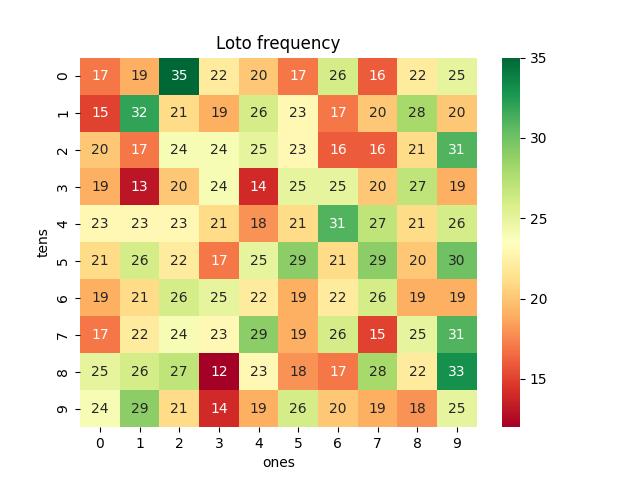 Loto frequency
0 17 19 35 22 20 17 26 16 22 25
1 15 32 21 19 26 23 17 20 28 20
2 20 17 24 24 25 23 16 16 21 31
3 19 13 20 24 14 25 25 20 27 19
4 23 23 23 21 18 21 31 27 21 26
5 21 26 22 17 25 29 21 29 20 30
6 19 21 26 25 22 19 22 26 19 19
7 17 22 24 23 29 19 26 15 25 31
8 25 26 27 12 23 18 17 28 22 33
9 24 29 21 14 19 26 20 19 18 25
0 1 2 3 4 5 6 7 8 9
tens
ones
35
30
25
20
15